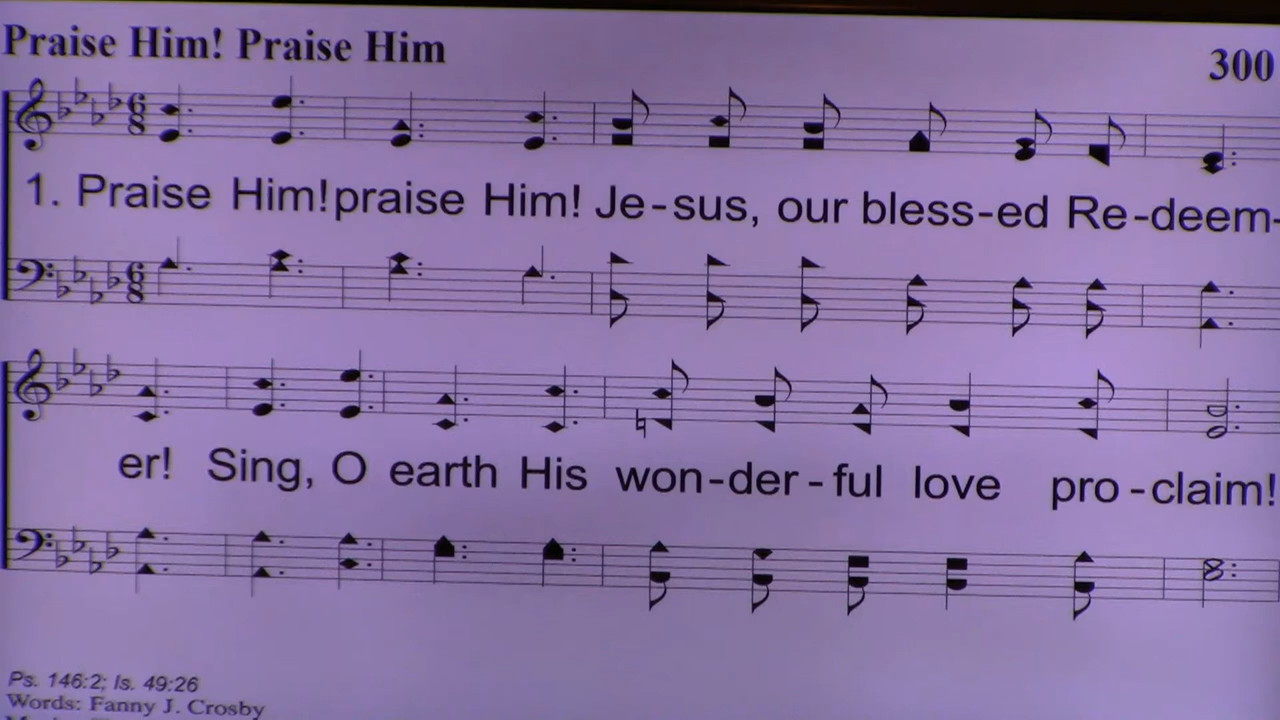 Praise Him! Praise Him 300
1. Praise Him!praise Him! Je-sus, our bless-ed Re-deem-
er! Sing, O earth His won-der-ful love pro-claim!
Ps. 146:2; Is. 49:26
Words: Fanny J. Crosby